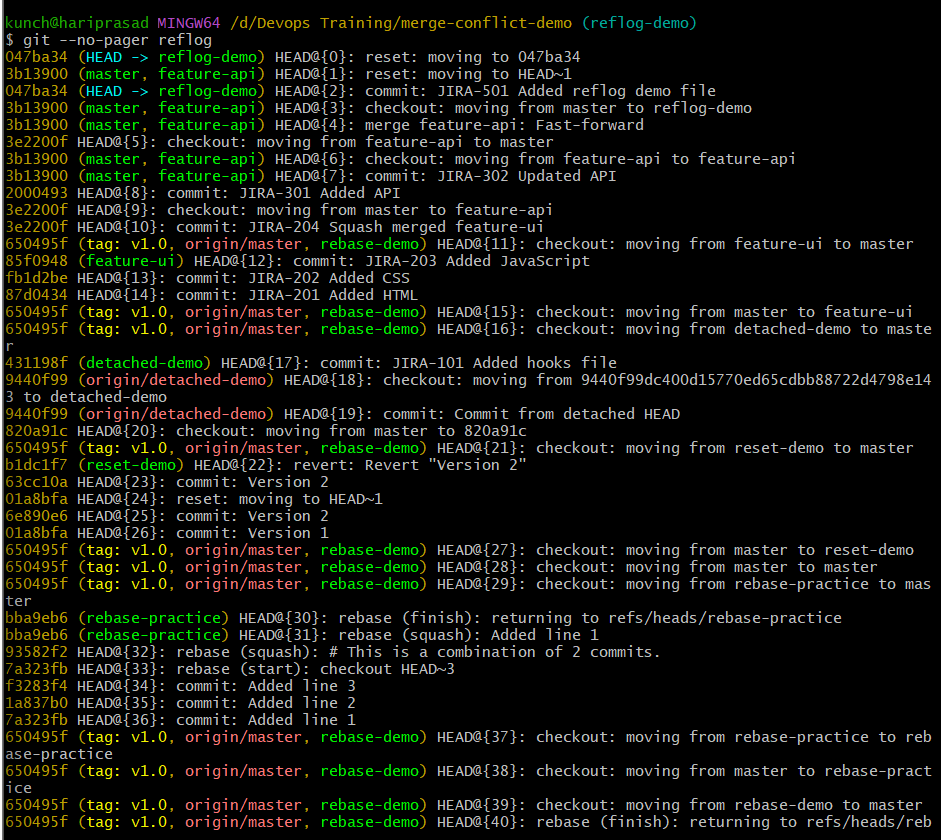 kunch@hariprasad MINGW64 /d/Devops Training/merge-conflict-demo (reflog-demo)
$ git --no-pager reflog
047ba34 (HEAD -> reflog-demo) HEAD@{0}: reset: moving to 047ba34
3b13900 (master, feature-api) HEAD@{1}: reset: moving to HEAD~1
047ba34 (HEAD -> reflog-demo) HEAD@{2}: commit: JIRA-501 Added reflog demo file
3b13900 (master, feature-api) HEAD@{3}: checkout: moving from master to reflog-demo
3b13900 (master, feature-api) HEAD@{4}: merge feature-api: Fast-forward
3e2200f HEAD@{5}: checkout: moving from feature-api to master
3b13900 (master, feature-api) HEAD@{6}: checkout: moving from feature-api to feature-api
3b13900 (master, feature-api) HEAD@{7}: commit: JIRA-302 Updated API
2000493 HEAD@{8}: commit: JIRA-301 Added API
3e2200f HEAD@{9}: checkout: moving from master to feature-api
3e2200f HEAD@{10}: commit: JIRA-204 Squash merged feature-ui
650495f (tag: v1.0, origin/master, rebase-demo) HEAD@{11}: checkout: moving from feature-ui to master
85f0948 (feature-ui) HEAD@{12}: commit: JIRA-203 Added JavaScript
fb1d2be HEAD@{13}: commit: JIRA-202 Added CSS
87d0434 HEAD@{14}: commit: JIRA-201 Added HTML
650495f (tag: v1.0, origin/master, rebase-demo) HEAD@{15}: checkout: moving from master to feature-ui
650495f (tag: v1.0, origin/master, rebase-demo) HEAD@{16}: checkout: moving from detached-demo to maste
r
431198f (detached-demo) HEAD@{17}: commit: JIRA-101 Added hooks file
9440f99 (origin/detached-demo) HEAD@{18}: checkout: moving from 9440f99dc400d15770ed65cdbb88722d4798e14
3 to detached-demo
9440f99 (origin/detached-demo) HEAD@{19}: commit: Commit from detached HEAD
820a91c HEAD@{20}: checkout: moving from master to 820a91c
650495f (tag: v1.0, origin/master, rebase-demo) HEAD@{21}: checkout: moving from reset-demo to master
b1dc1f7 (reset-demo) HEAD@{22}: revert: Revert "Version 2"
63cc10a HEAD@{23}: commit: Version 2
01a8bfa HEAD@{24}: reset: moving to HEAD~1
6e890e6 HEAD@{25}: commit: Version 2
01a8bfa HEAD@{26}: commit: Version 1
650495f (tag: v1.0, origin/master, rebase-demo) HEAD@{27}: checkout: moving from master to reset-demo
650495f (tag: v1.0, origin/master, rebase-demo) HEAD@{28}: checkout: moving from master to master
650495f (tag: v1.0, origin/master, rebase-demo) HEAD@{29}: checkout: moving from rebase-practice to mas
ter
bba9eb6 (rebase-practice) HEAD@{30}: rebase (finish): returning to refs/heads/rebase-practice
bba9eb6 (rebase-practice) HEAD@{31}: rebase (squash): Added line 1
93582f2 HEAD@{32}: rebase (squash): # This is a combination of 2 commits.
7a323fb HEAD@{33}: rebase (start): checkout HEAD~3
f3283f4 HEAD@{34}: commit: Added line 3
1a837b0 HEAD@{35}: commit: Added line 2
7a323fb HEAD@{36}: commit: Added line 1
650495f (tag: v1.0, origin/master, rebase-demo) HEAD@{37}: checkout: moving from rebase-practice to reb
ase-practice
650495f (tag: v1.0, origin/master, rebase-demo) HEAD@{38}: checkout: moving from master to rebase-pract
ice
650495f (tag: v1.0, origin/master, rebase-demo) HEAD@{39}: checkout: moving from rebase-demo to master
650495f (tag: v1.0, origin/master, rebase-demo) HEAD@{40}: rebase (finish): returning to refs/heads/reb